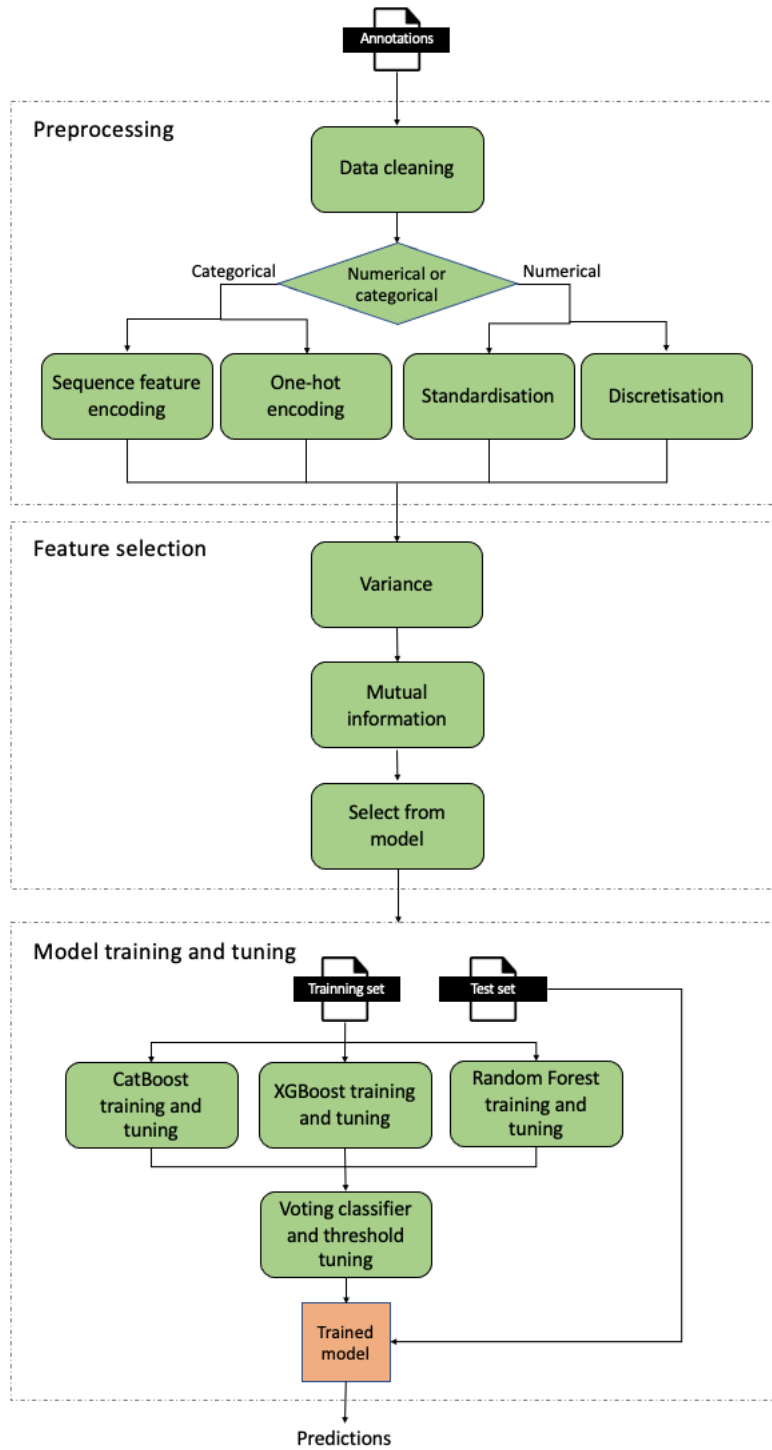 Annotations
Preprocessing
Data cleaning
Categorical
Numerical or
categorical
Numerical
Sequence feature
encoding
One-hot
encoding
Standardisation
Discretisation
Feature selection
Variance
Mutual
information
Select from
model
Model training and tuning
Trainning set
Test set
CatBoost
training and
tuning
XGBoost training
and tuning
Random Forest
training and
tuning
Voting classifier
and threshold
tuning
Trained
model
Predictions